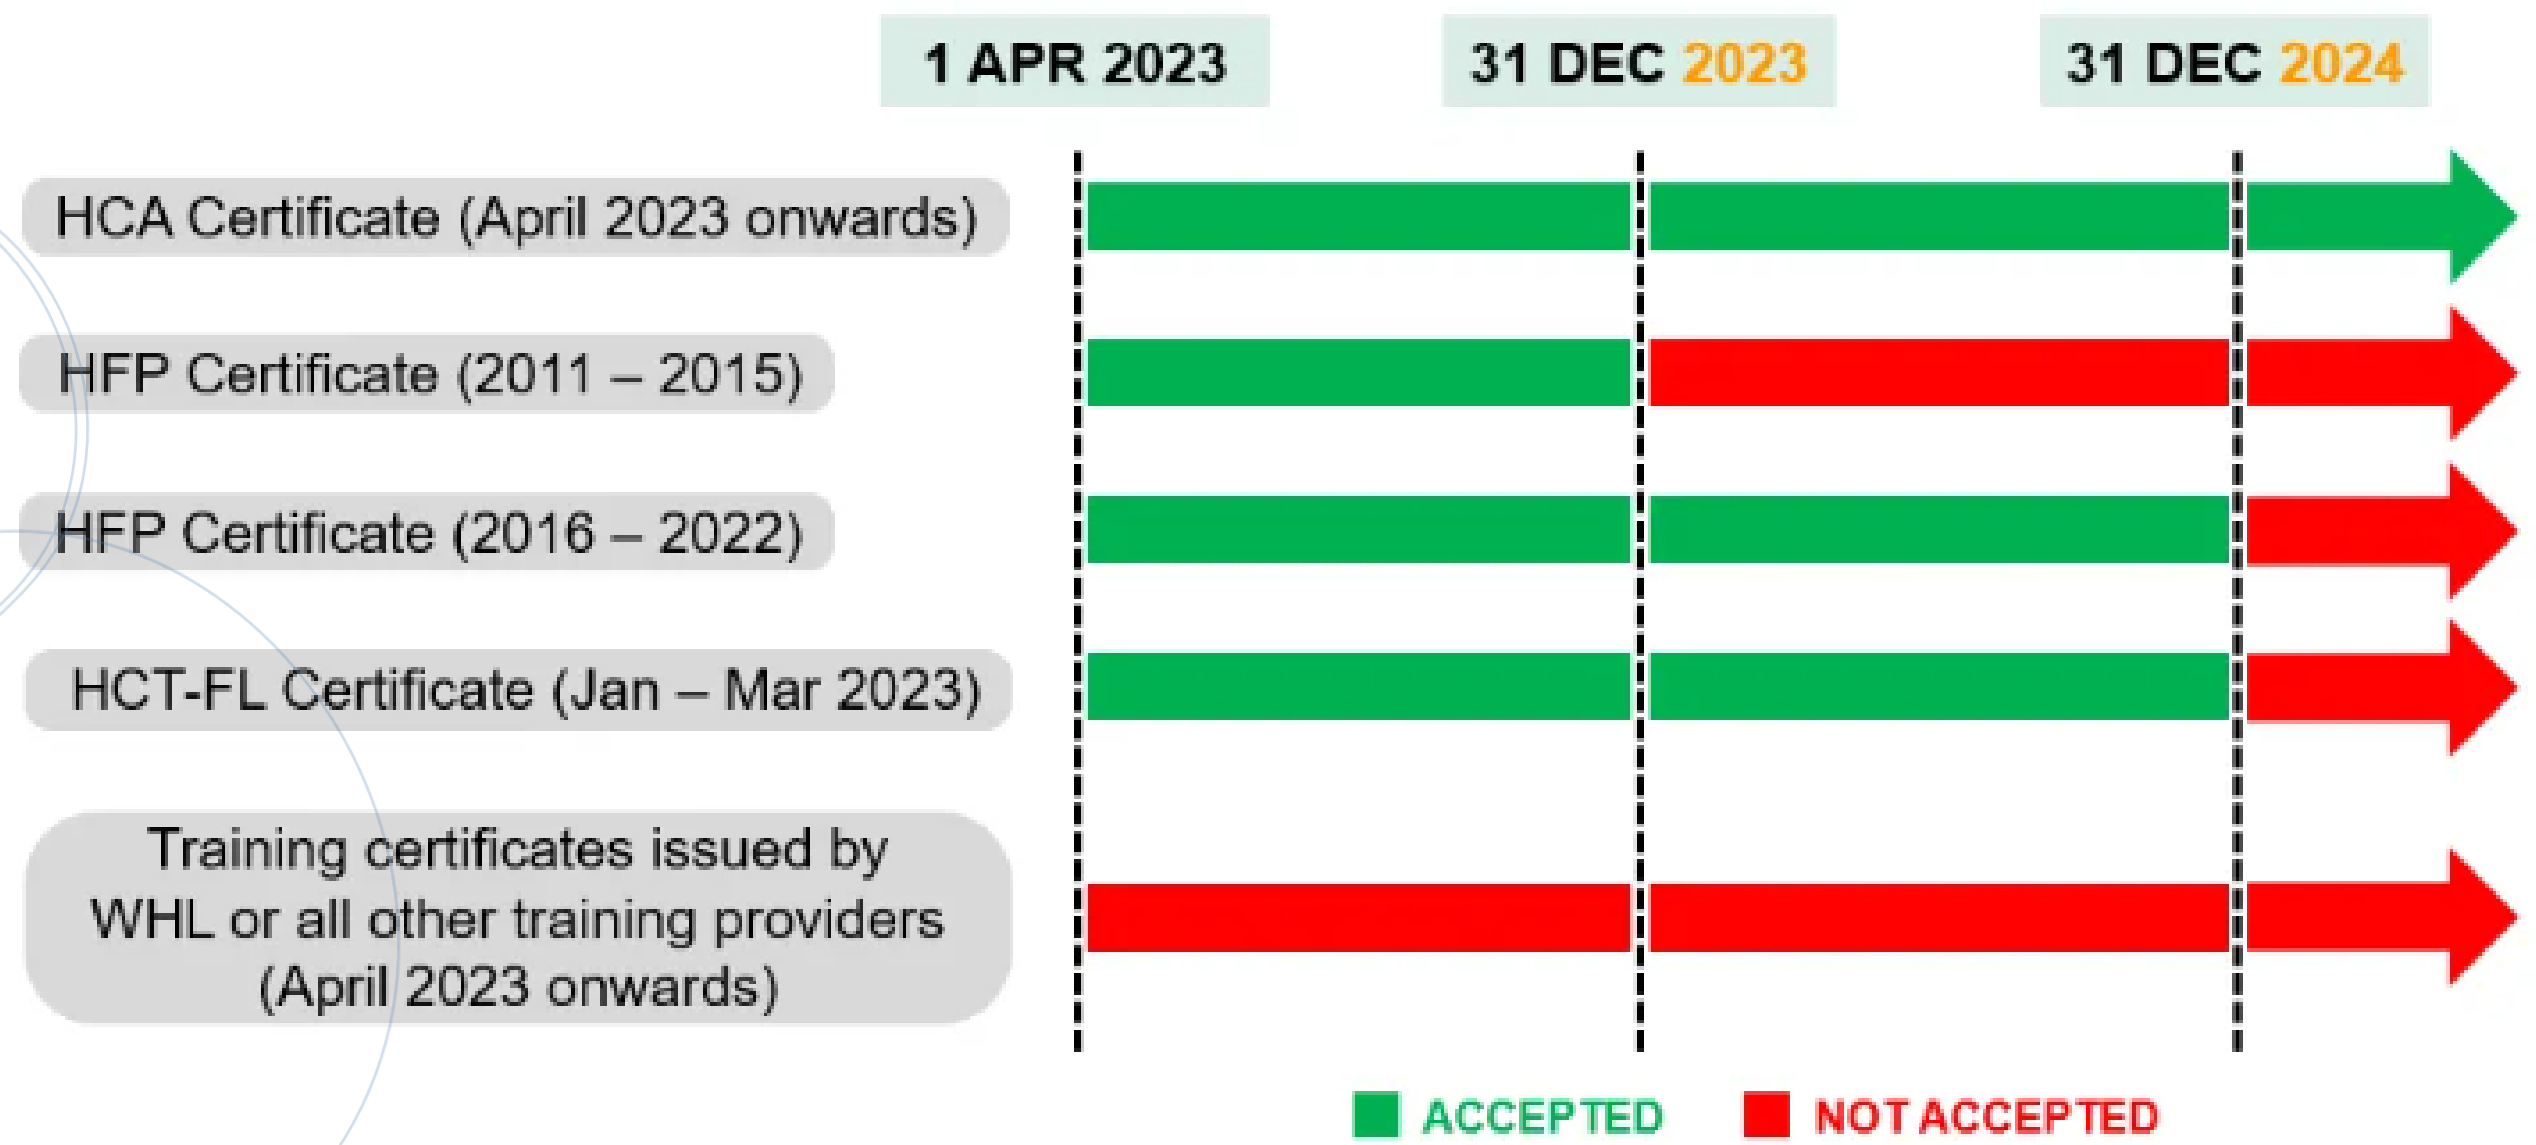 1 APR 2023
31 DEC 2023
31 DEC 2024
HCA Certificate (April 2023 onwards)
HFP Certificate (2011 – 2015)
HFP Certificate (2016 – 2022)
HCT-FL Certificate (Jan – Mar 2023)
Training certificates issued by
WHL or all other training providers
(April 2023 onwards)
ACCEPTED
NOT ACCEPTED